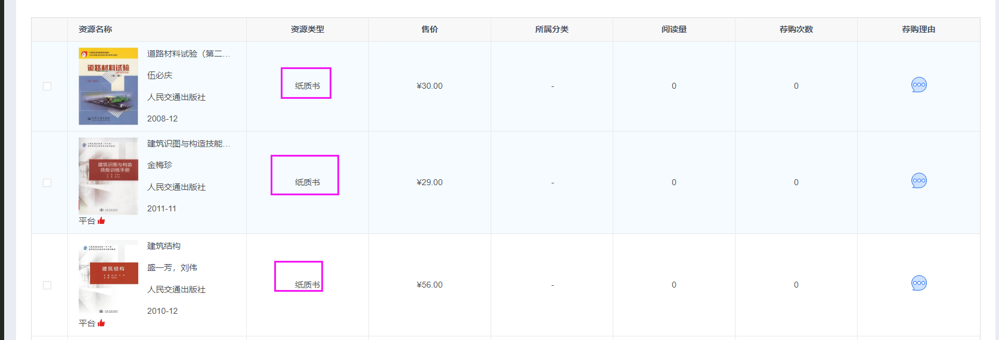 资源名称 资源类型 售价 所属分类 阅读量 荐购次数 荐购理由
道路材料试验
道路材料试验（第二...
伍必庆
人民交通出版社
2008-12
纸质书 ¥30.00 - 0 0
建筑识图与构造
技能训练手册
建筑识图与构造技能...
金梅珍
人民交通出版社
2011-11
平台
纸质书 ¥29.00 - 0 0
建筑结构
建筑结构
盛一芳，刘伟
人民交通出版社
2010-12
平台
纸质书 ¥56.00 - 0 0